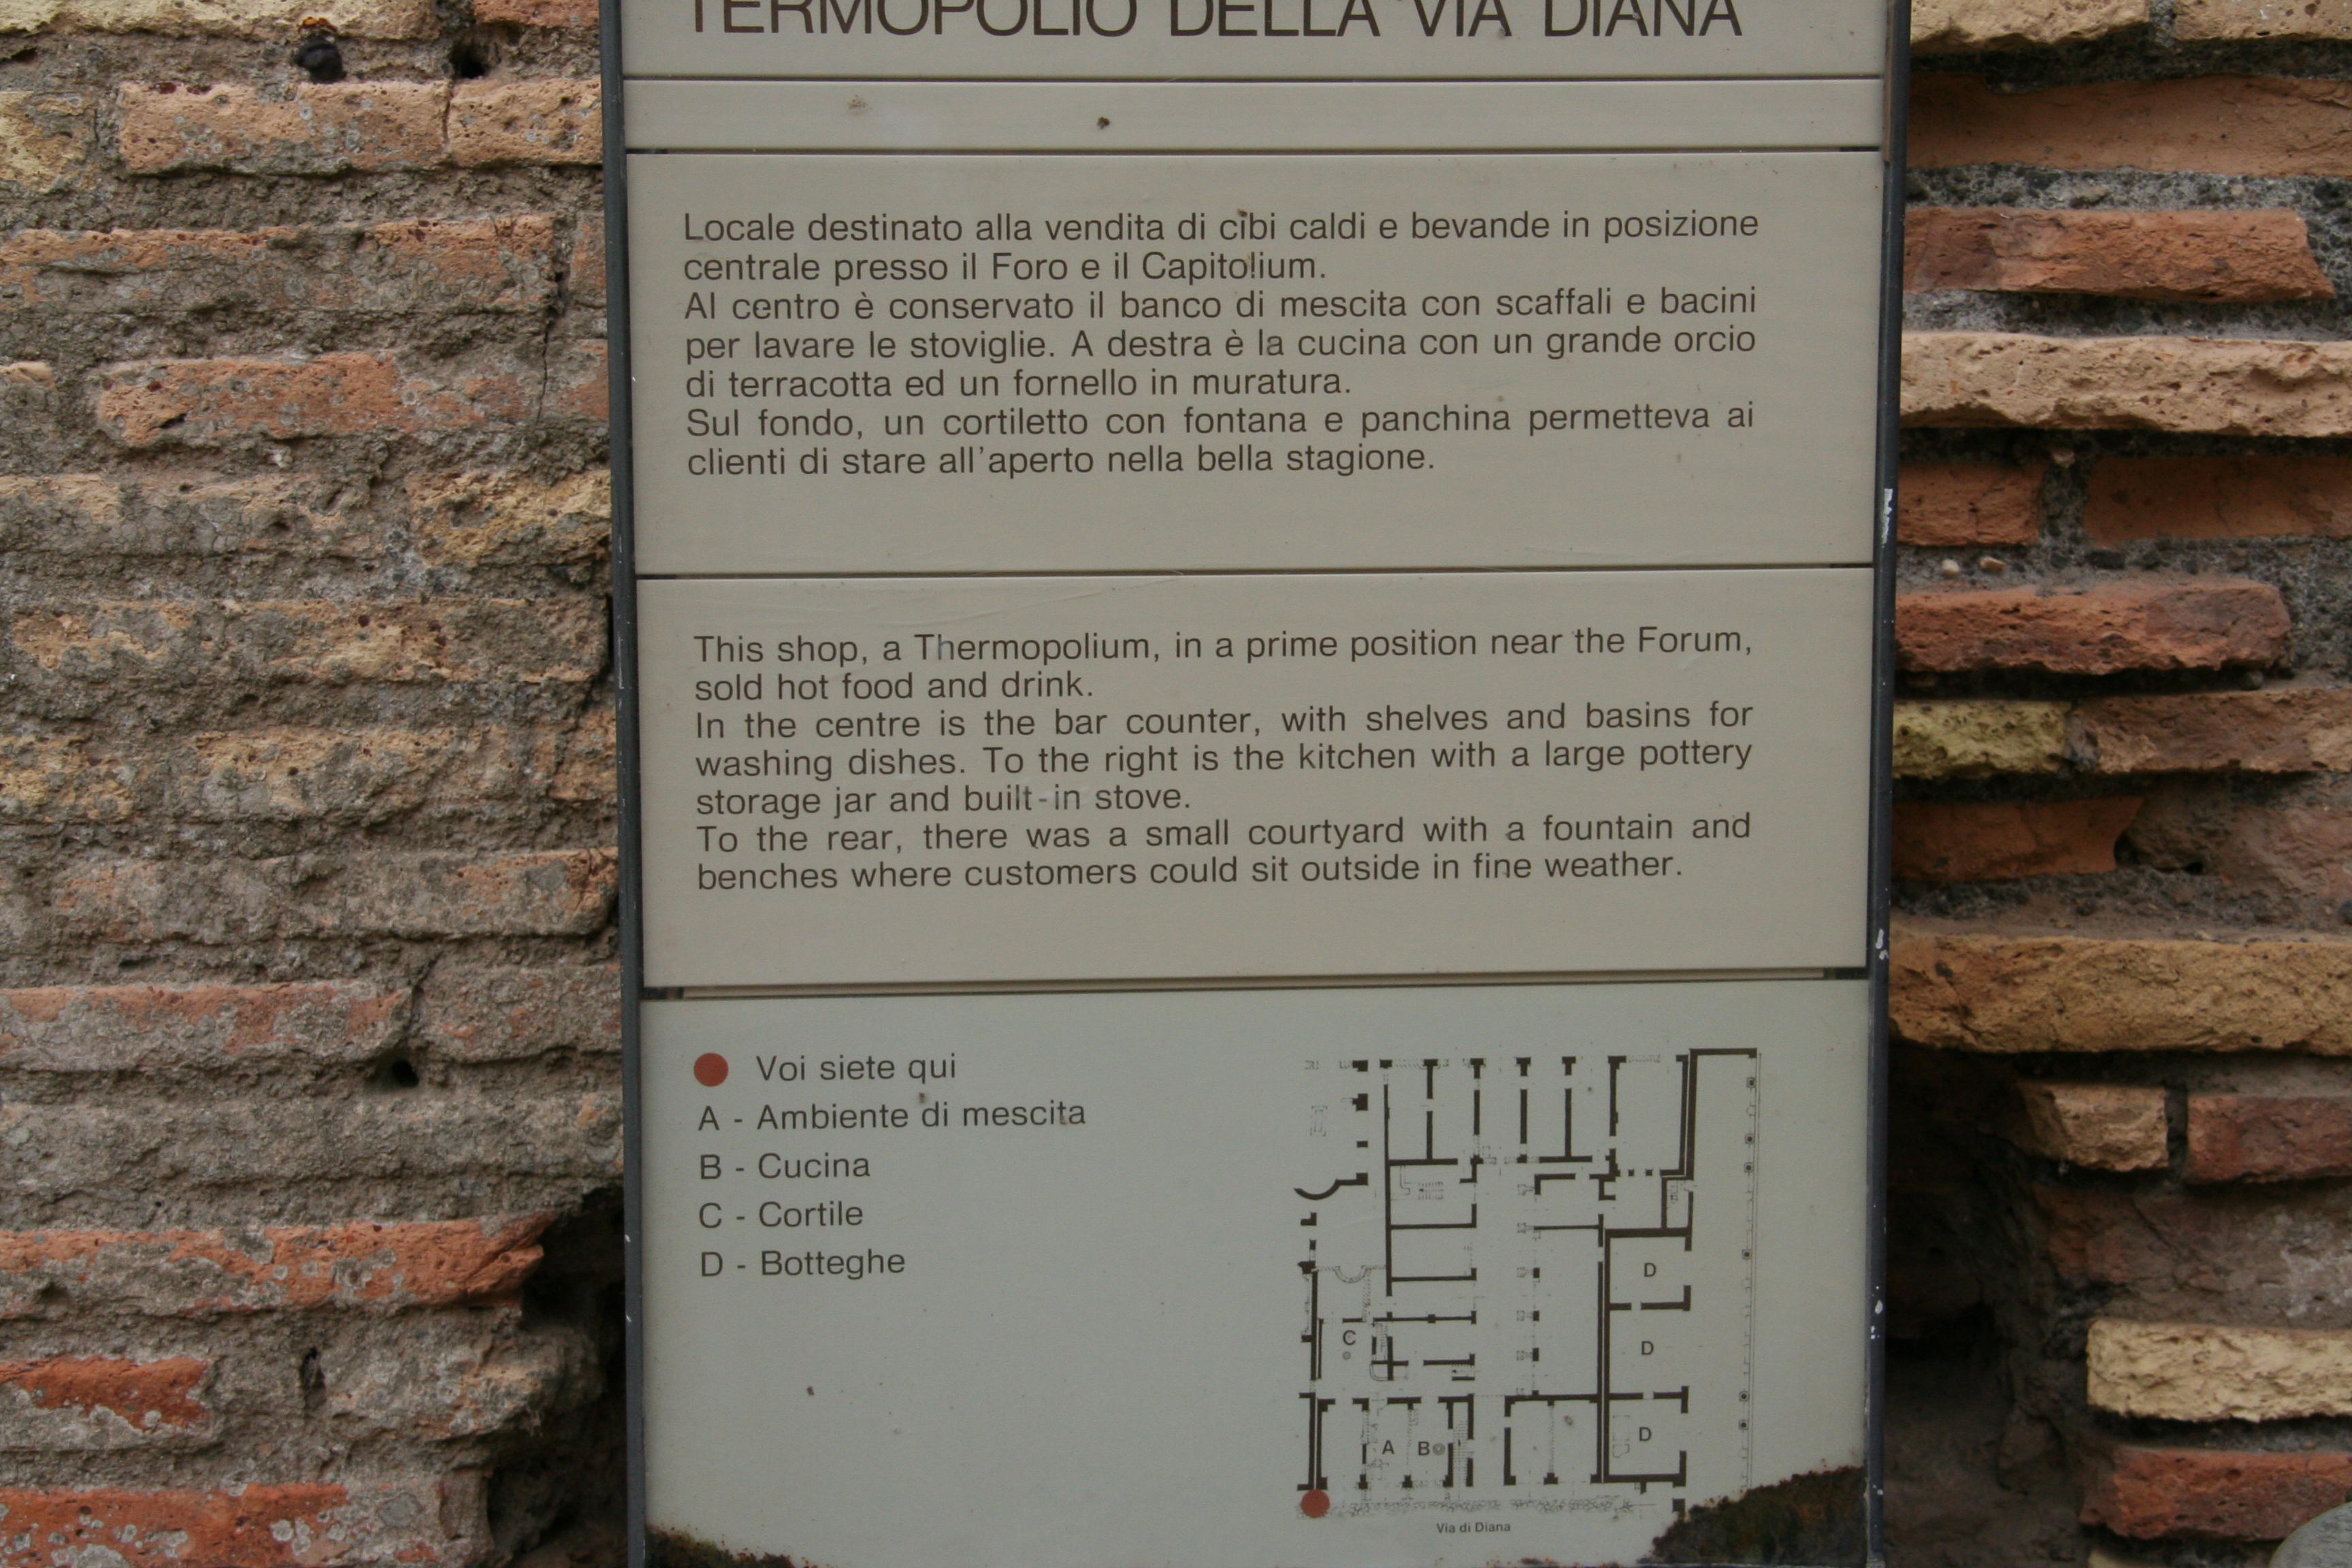 TERMOPOLIO DELLA VIA DIANA
Locale destinato alla vendita di cibi caldi e bevande in posizione
centrale presso il Foro e il Capitolium.
Al centro è conservato il banco di mescita con scaffali e bacini
per lavare le stoviglie. A destra è la cucina con un grande orcio
di terracotta ed un fornello in muratura.
Sul fondo, un cortiletto con fontana e panchina permetteva ai
clienti di stare all'aperto nella bella stagione.
This shop, a Thermopolium, in a prime position near the Forum,
sold hot food and drink.
In the centre is the bar counter, with shelves and basins for
washing dishes. To the right is the kitchen with a large pottery
storage jar and built-in stove.
To the rear, there was a small courtyard with a fountain and
benches where customers could sit outside in fine weather.
Voi siete qui
A - Ambiente di mescita
B - Cucina
C - Cortile
D - Botteghe
D
C
D
A B
D
Via di Diana